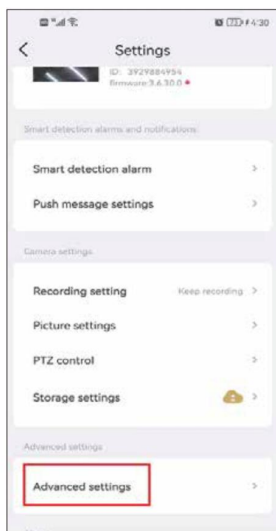 4:30
Settings
ID: 3929884954
Firmware:3.6.30.0
Smart detection alarms and notifications
Smart detection alarm
Push message settings
Camera settings
Recording setting Keep recording
Picture settings
PTZ control
Storage settings
Advanced settings
Advanced settings